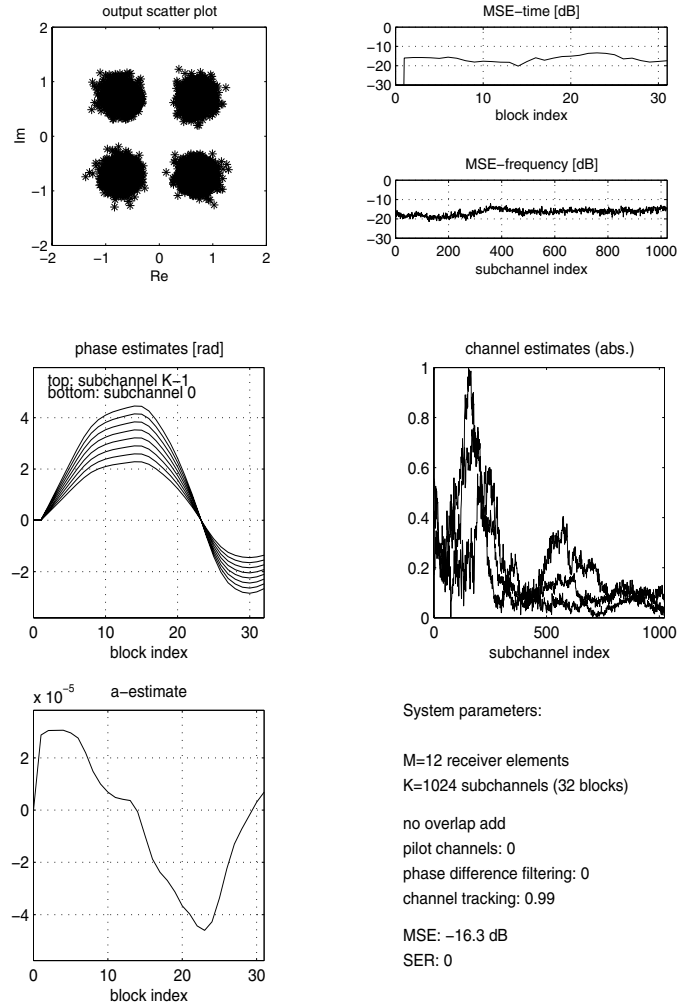 output scatter plot
2
1
0
−1
−2
Im
−2 −1 0 1 2
Re
MSE−time [dB]
0
−10
−20
−30
0 10 20 30
block index
MSE−frequency [dB]
0
−10
−20
−30
0 200 400 600 800 1000
subchannel index
phase estimates [rad]
top: subchannel K−1
bottom: subchannel 0
4
2
0
−2
0 10 20 30
block index
channel estimates (abs.)
1
0.8
0.6
0.4
0.2
0
0 500 1000
subchannel index
x 10−5
a−estimate
2
0
−2
−4
0 10 20 30
block index
System parameters:
M=12 receiver elements
K=1024 subchannels (32 blocks)
no overlap add
pilot channels: 0
phase difference filtering: 0
channel tracking: 0.99
MSE: −16.3 dB
SER: 0